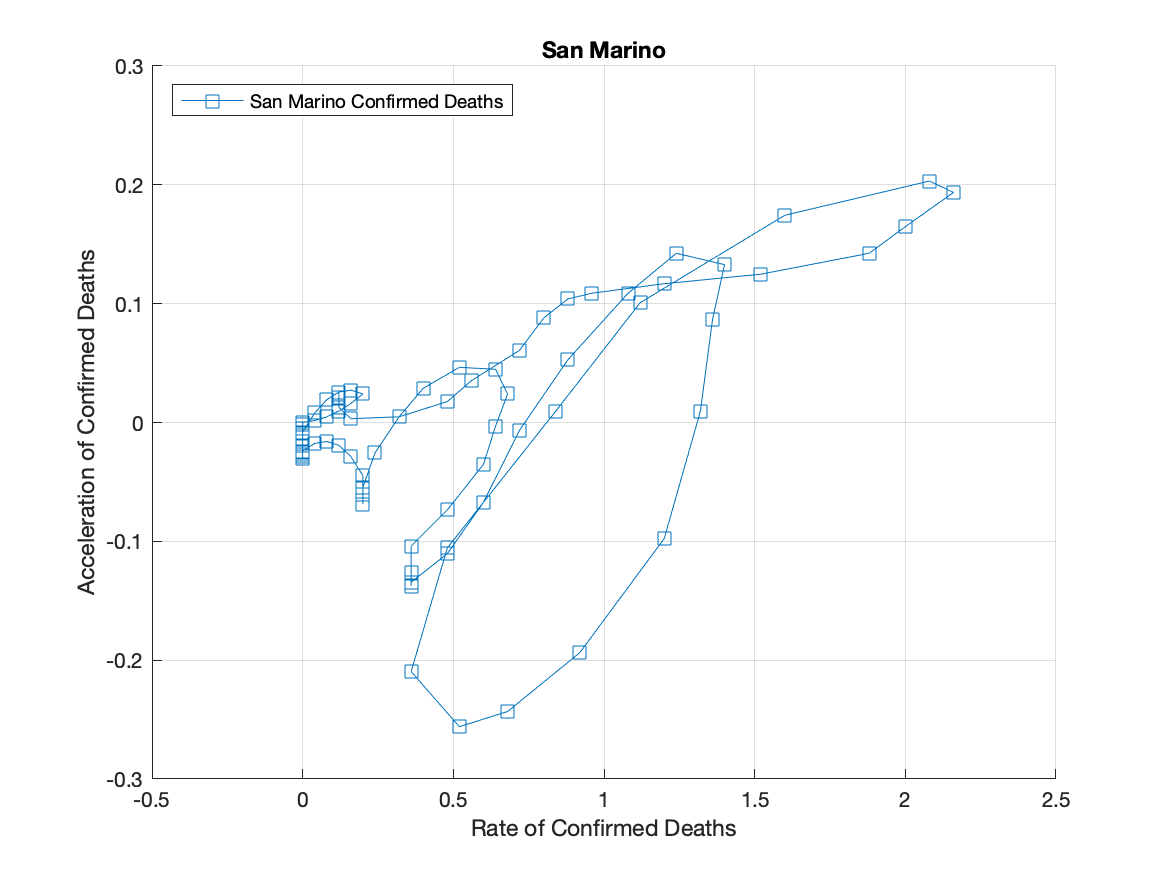 San Marino
0.3
San Marino Confirmed Deaths
0.2
0.1
0
-0.1
-0.2
-0.3
Acceleration of Confirmed Deaths
-0.5 0 0.5 1 1.5 2 2.5
Rate of Confirmed Deaths